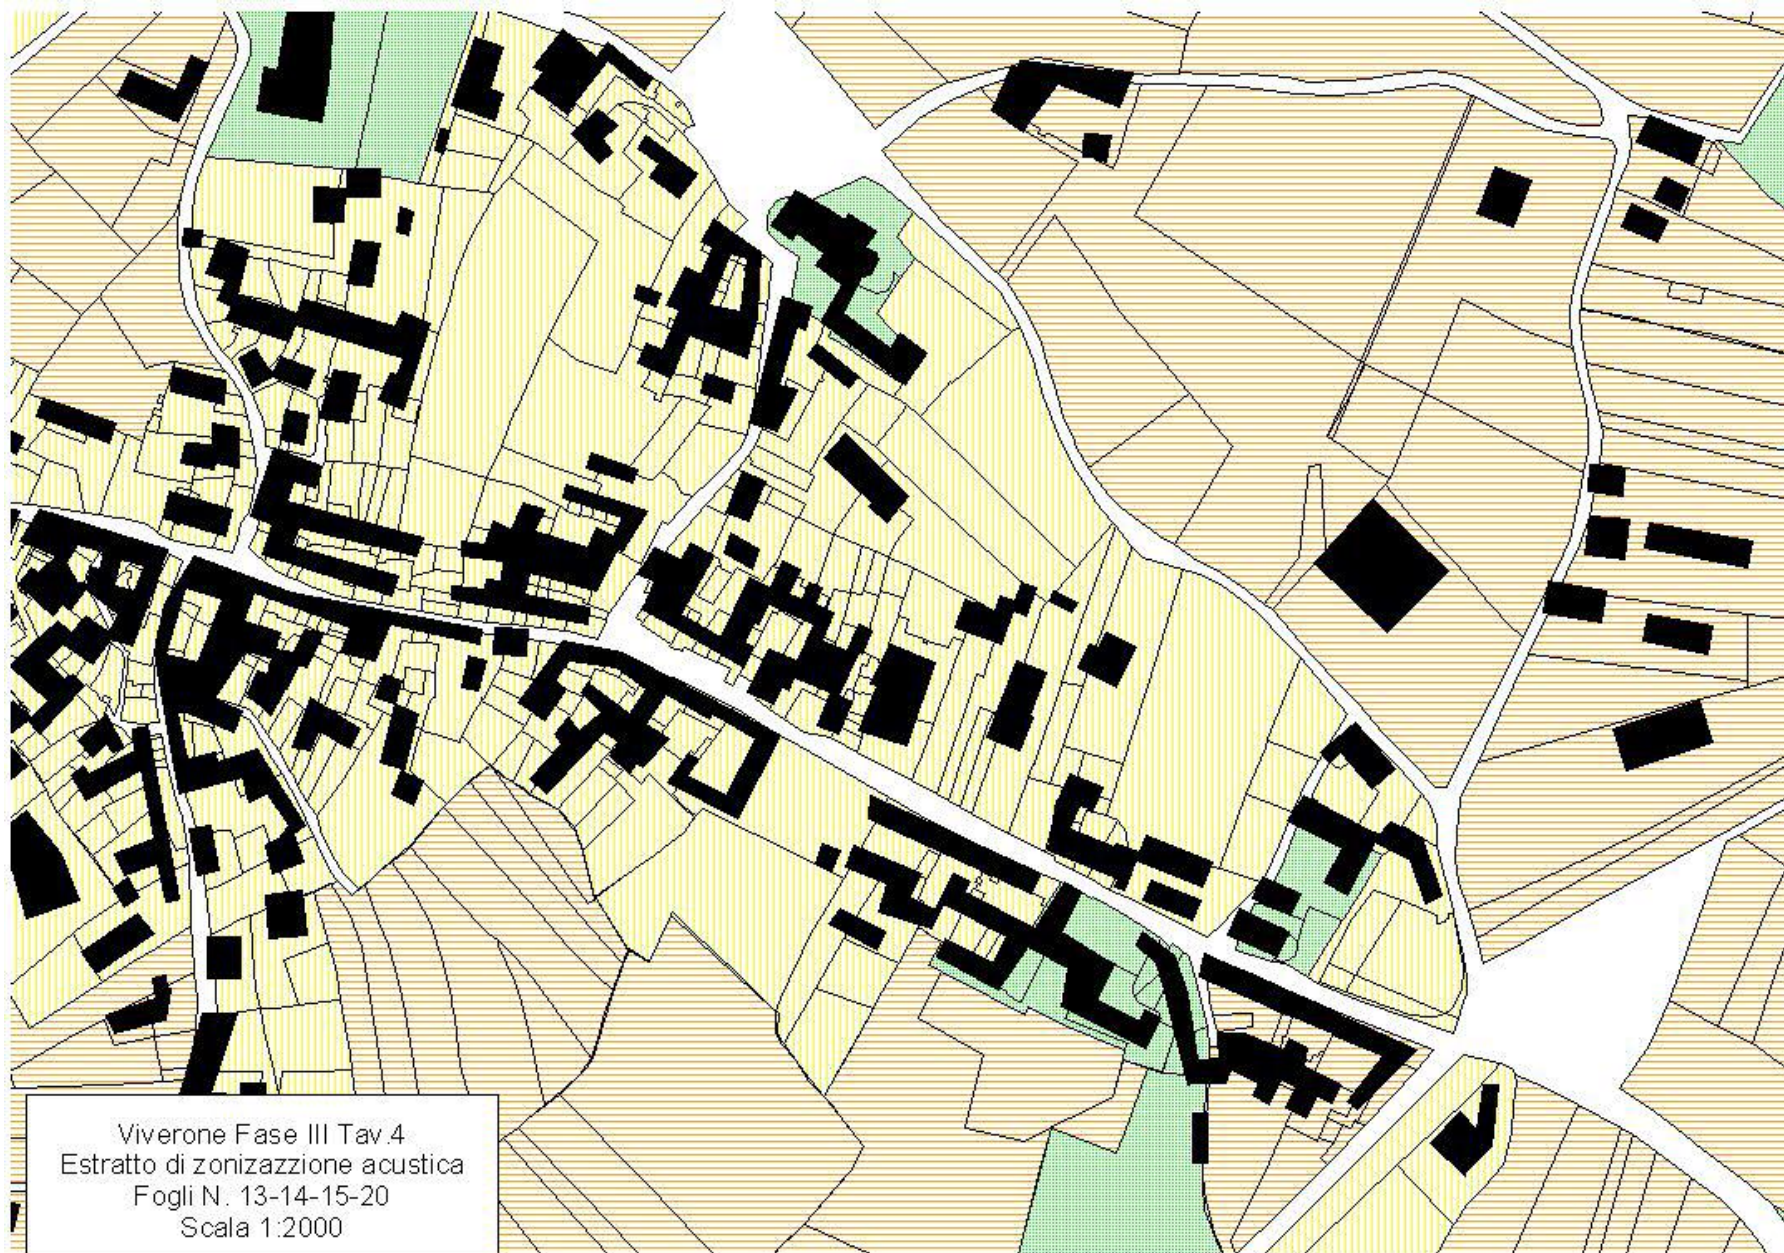 Viverone Fase III Tav.4
Estratto di zonizazzione acustica
Fogli N. 13-14-15-20
Scala 1:2000